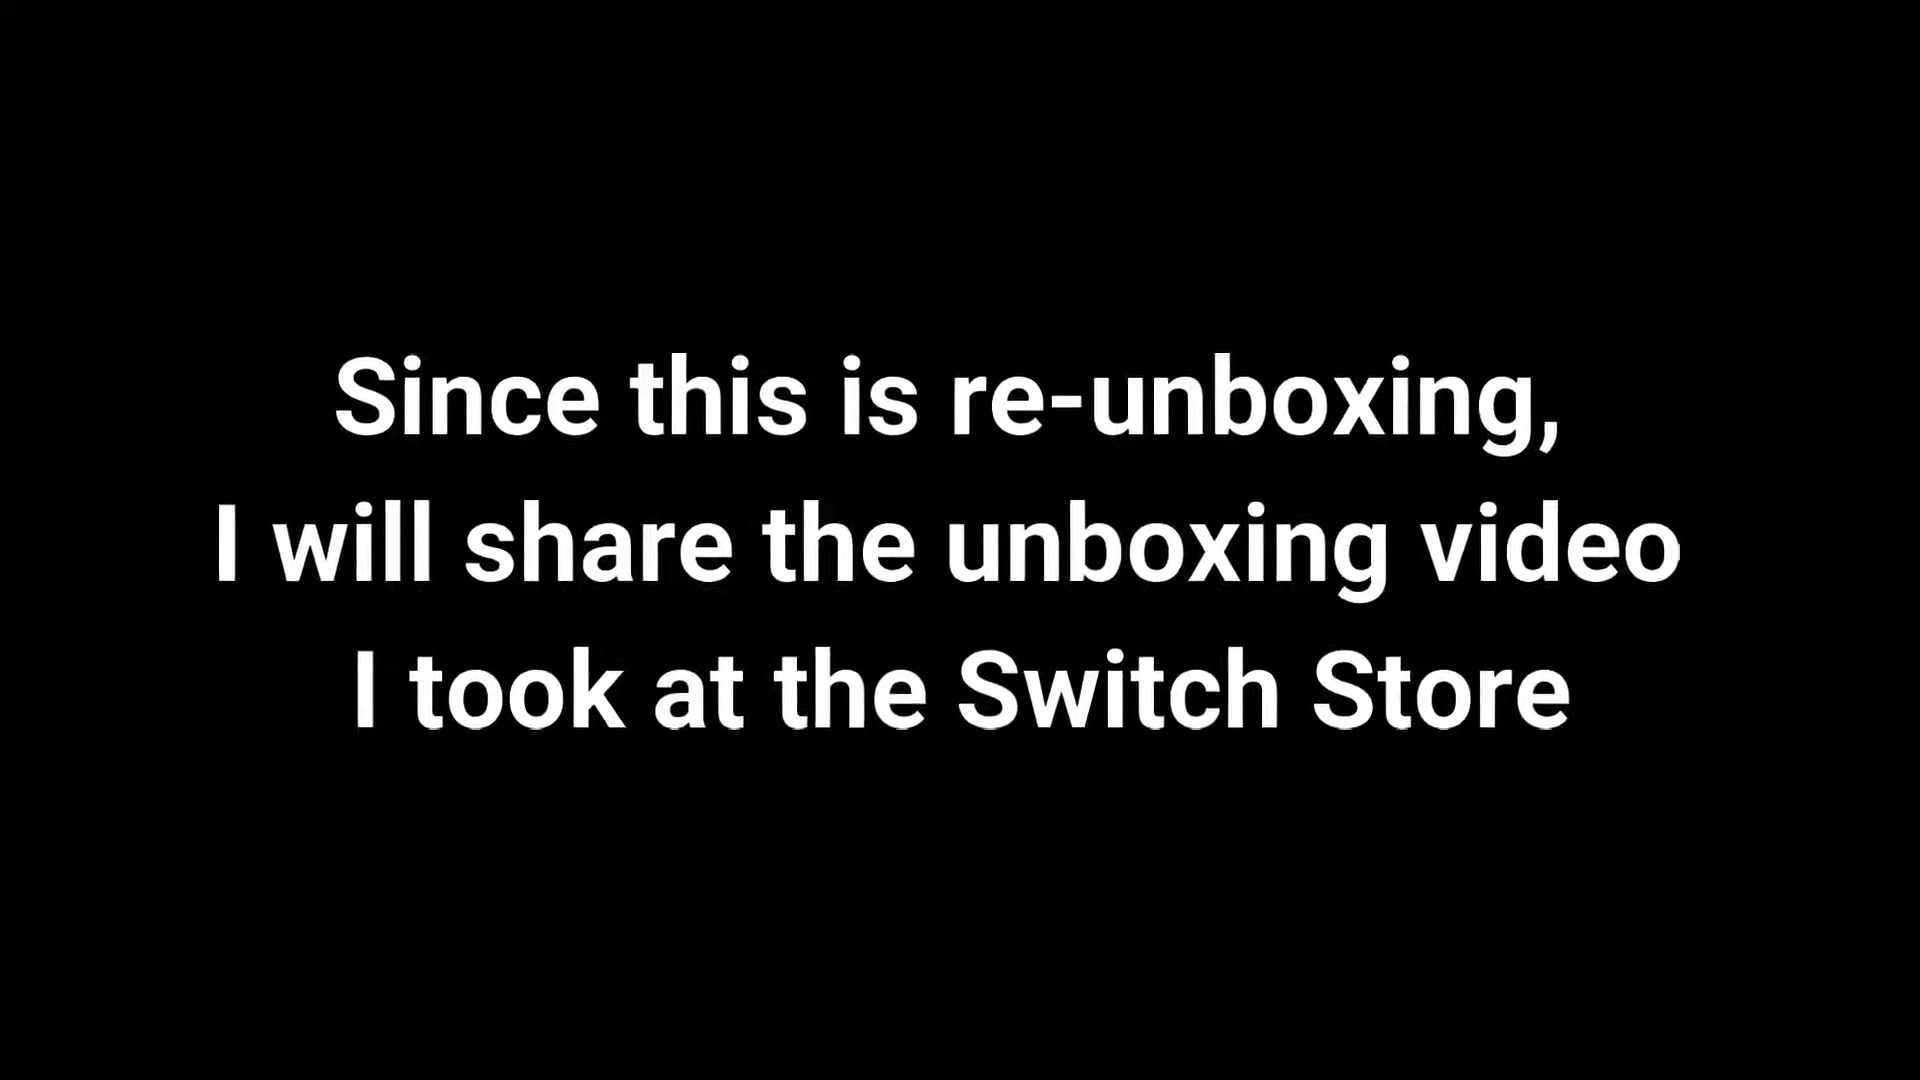 Since this is re-unboxing,
I will share the unboxing video
I took at the Switch Store